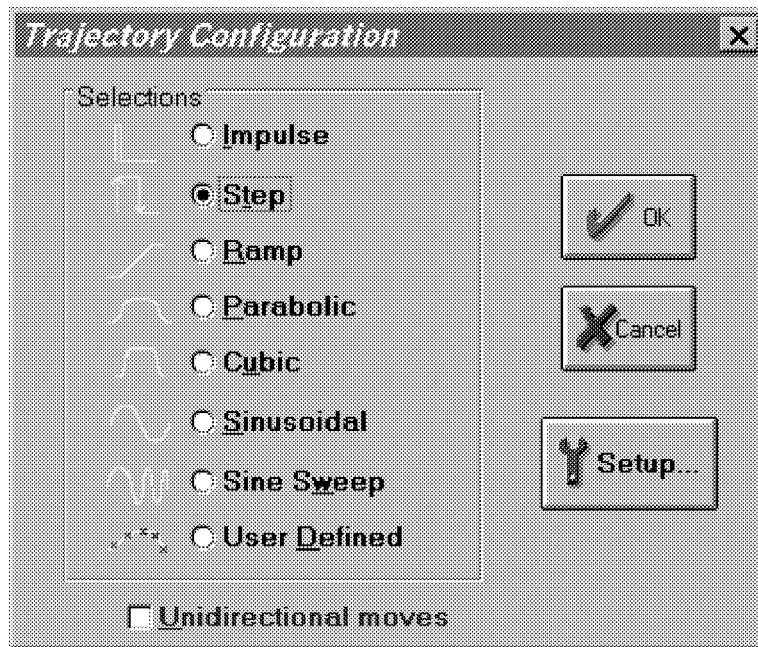 Trajectory Configuration
Selections
Impulse
Step
Ramp
Parabolic
Cubic
Sinusoidal
Sine Sweep
User Defined
Unidirectional moves
OK
Cancel
Setup...